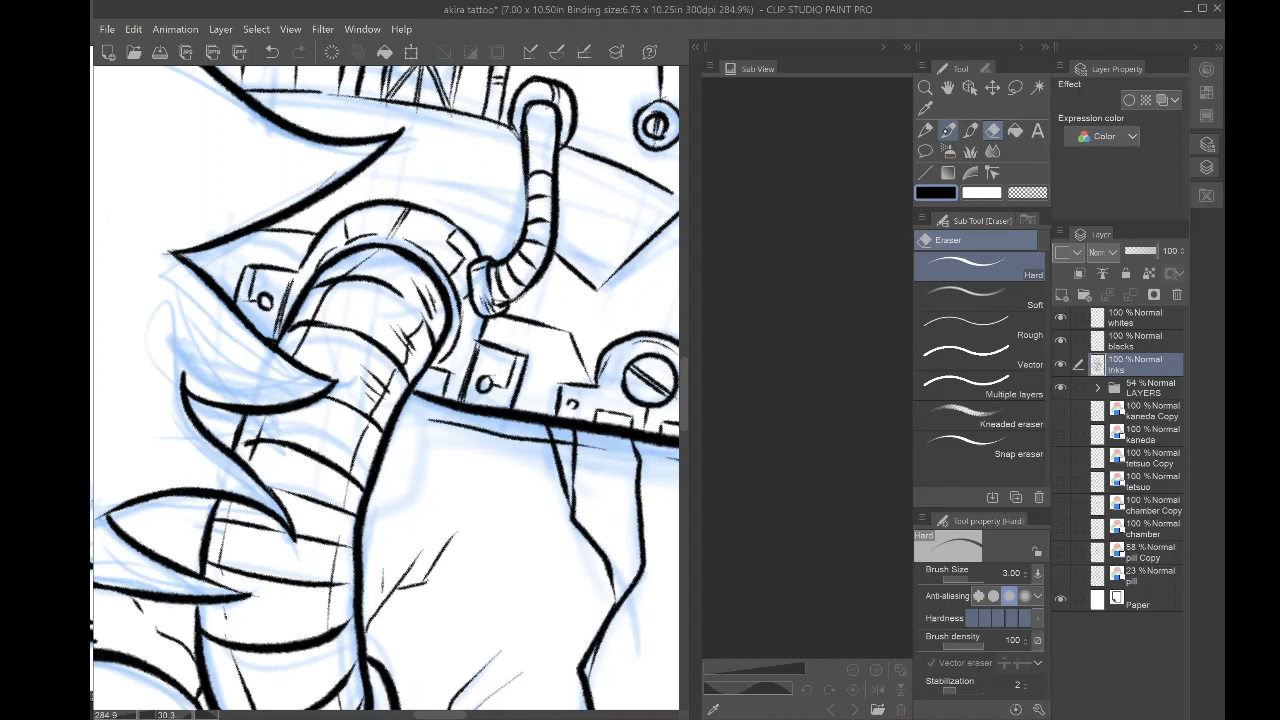 akira tattoo* (7.00 x 10.50in Binding size:6.75 x 10.25in 300dpi 284.9%) - CLIP STUDIO PAINT PRO
File Edit Animation Layer Select View Filter Window Help
Sub View
Tool
Layer Property
Effect
Expression color
Color
Sub Tool [Eraser]
Eraser
Hard
Soft
Rough
Vector
Multiple layers
Kneaded eraser
Snap eraser
Layer
Norm 100
100 %Normal
whites
100 %Normal
blacks
100 %Normal
inks
54 %Normal
LAYERS
100 %Normal
kaneda Copy
100 %Normal
kaneda
100 %Normal
tetsuo Copy
100 %Normal
tetsuo
100 %Normal
chamber Copy
100 %Normal
chamber
58 %Normal
pill Copy
23 %Normal
pill
Paper
Tool property [Hard]
Hard
Brush Size 3.00
Anti-aliasing
Hardness
Brush density 100
Vector eraser
Stabilization 2
284.9 30.3